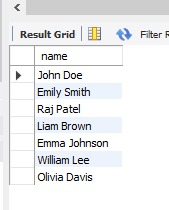 Result Grid Filter R
name
John Doe
Emily Smith
Raj Patel
Liam Brown
Emma Johnson
William Lee
Olivia Davis